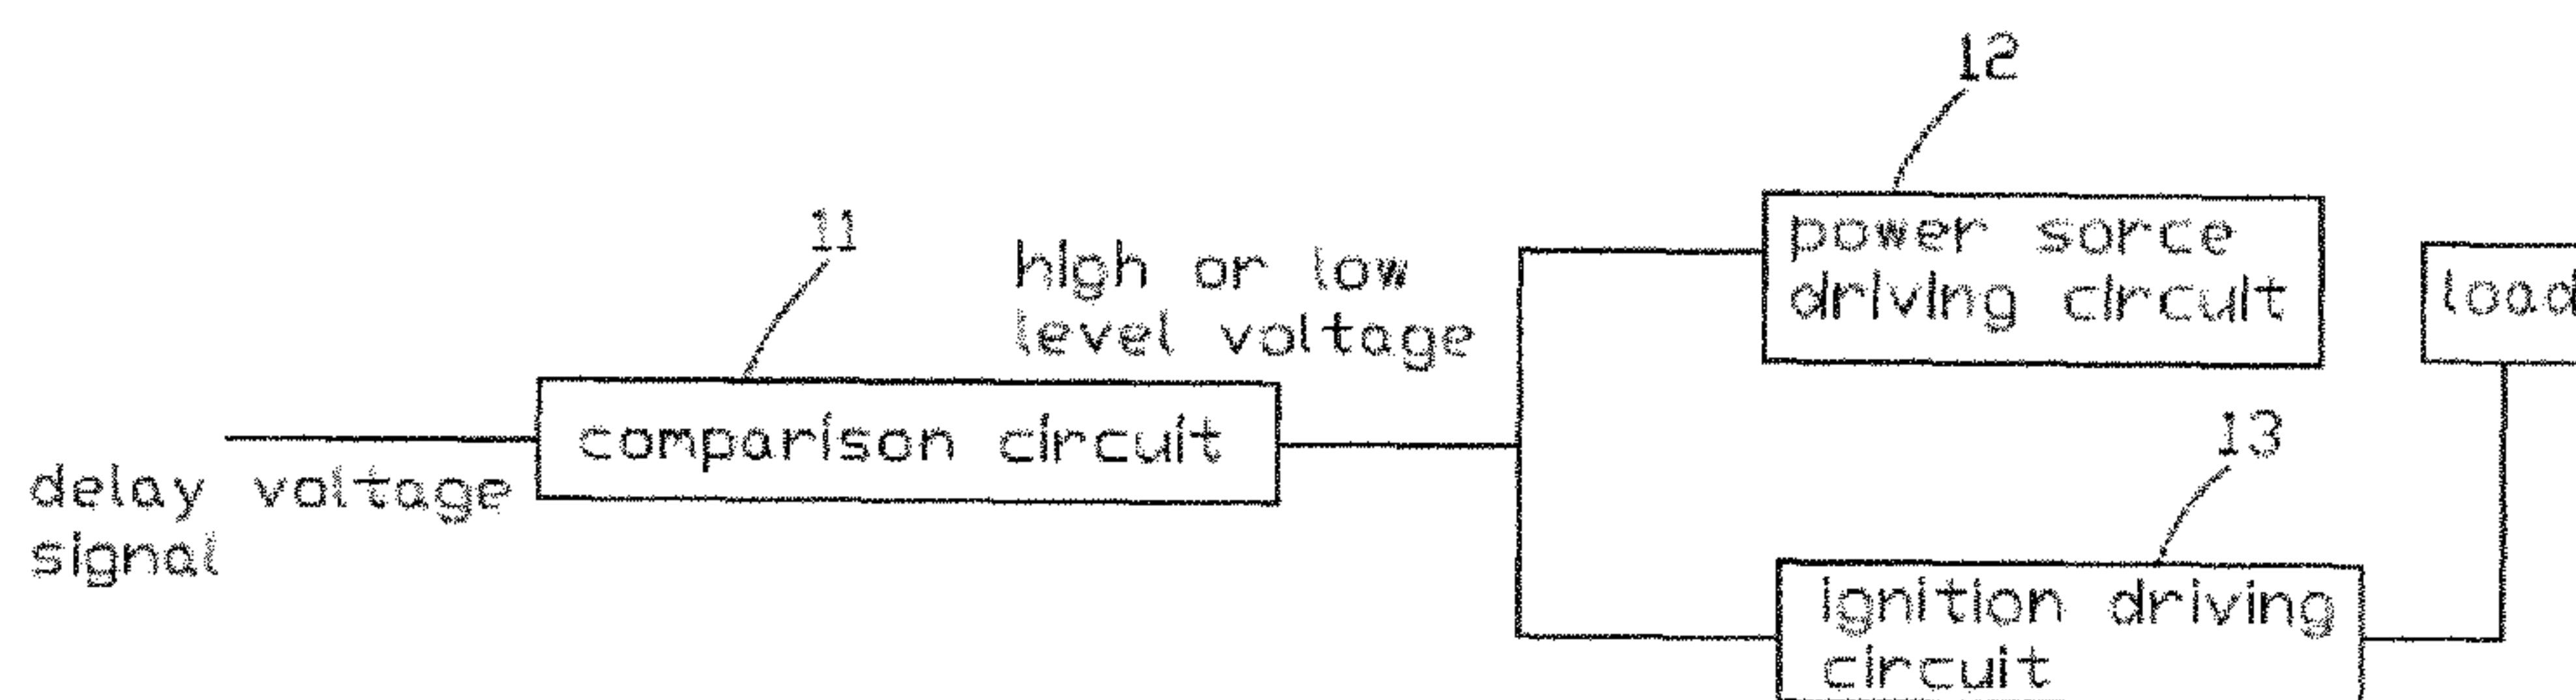 12
11
high or low
level voltage
power sorce
driving circuit
load
comparison circuit
13
delay voltage
signal
ignition driving
circuit